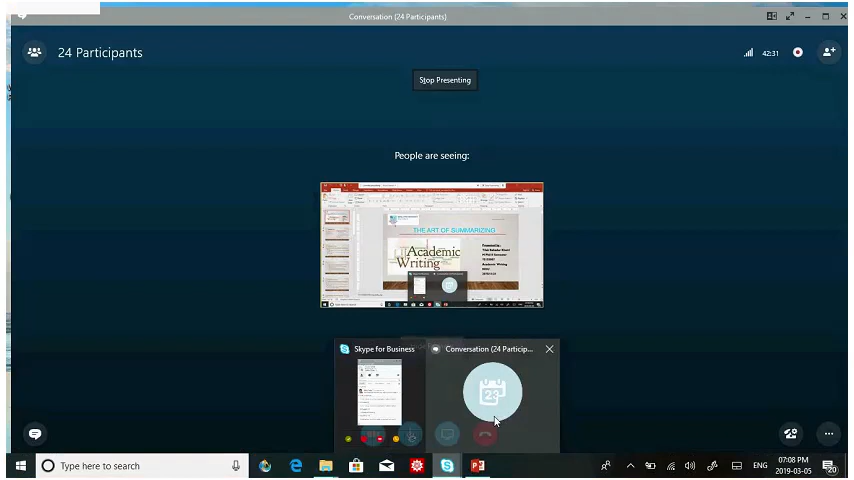 Conversation (24 Participants)
24 Participants
42:31
Stop Presenting
People are seeing:
THE ART OF SUMMARIZING
Academic
Writing
Skype for Business
Conversation (24 Particip...
23
Type here to search
ENG
07:08 PM
2019-03-05
20